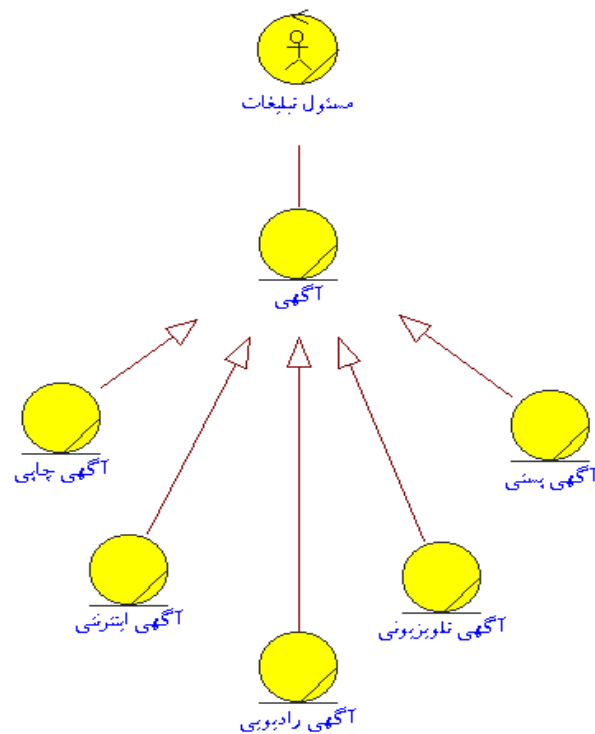 مسئول تبلیغات
آگهی
آگهی چاپی
آگهی پستی
آگهی اینترنتی
آگهی تلویزیونی
آگهی رادیویی